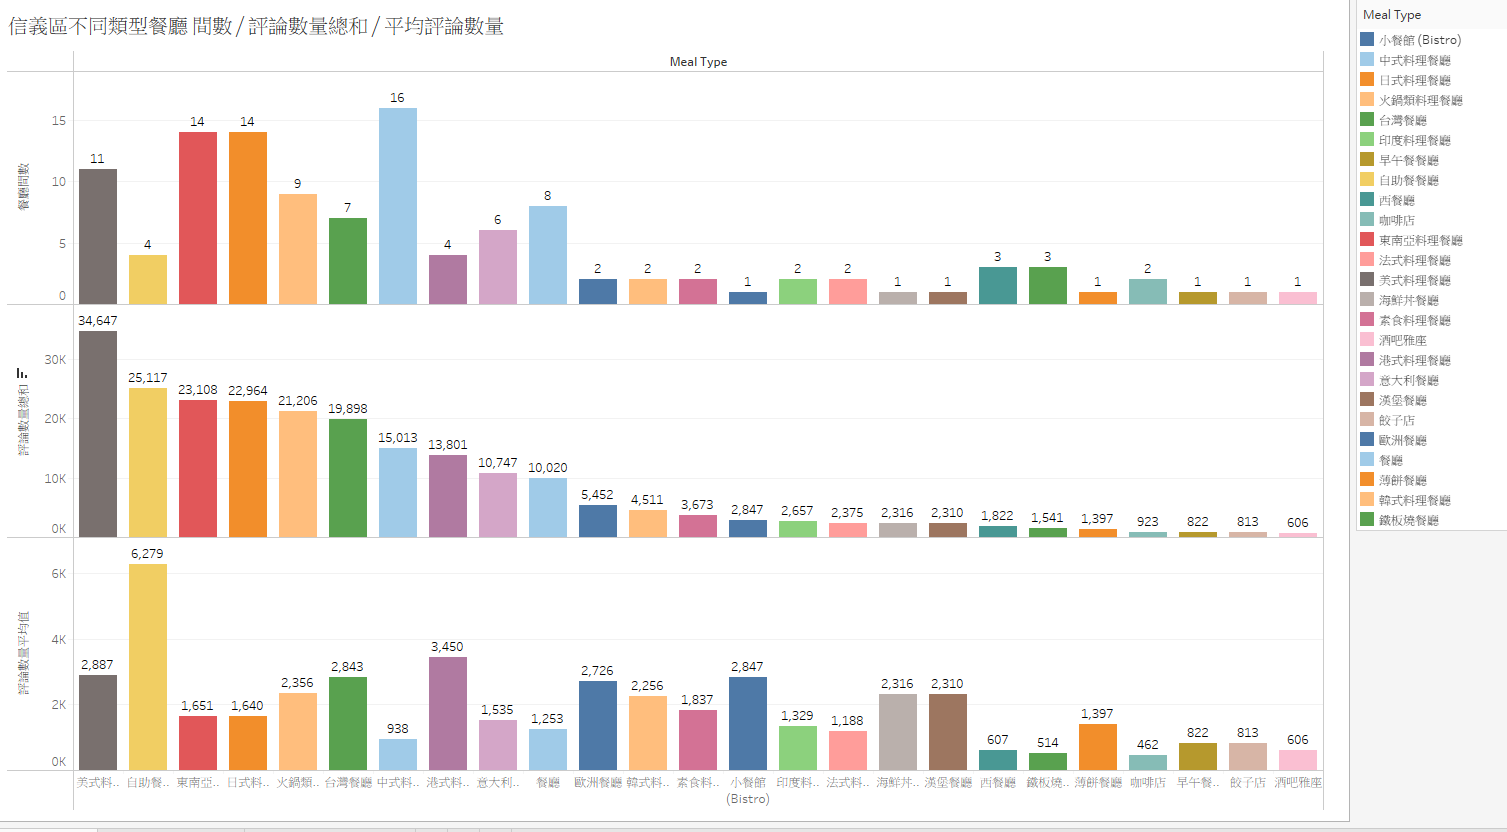 信義區不同類型餐廳 間數 / 評論數量總和 / 平均評論數量
Meal Type
餐廳間數
15
10
5
0
11
4
14
14
9
7
16
4
6
8
2
2
2
1
2
2
1
1
3
3
1
2
1
1
1
評論數量總和
30K
20K
10K
0K
34,647
25,117
23,108
22,964
21,206
19,898
15,013
13,801
10,747
10,020
5,452
4,511
3,673
2,847
2,657
2,375
2,316
2,310
1,822
1,541
1,397
923
822
813
606
評論數量平均值
6K
4K
2K
0K
2,887
6,279
1,651
1,640
2,356
2,843
938
3,450
1,535
1,253
2,726
2,256
1,837
2,847
1,329
1,188
2,316
2,310
607
514
1,397
462
822
813
606
美式料..
自助餐..
東南亞..
日式料..
火鍋類..
台灣餐廳
中式料..
港式料..
意大利..
餐廳
歐洲餐廳
韓式料..
素食料..
小餐館
(Bistro)
印度料..
法式料..
海鮮丼..
漢堡餐廳
西餐廳
鐵板燒..
薄餅餐廳
咖啡店
早午餐..
餃子店
酒吧雅座
Meal Type
小餐館 (Bistro)
中式料理餐廳
日式料理餐廳
火鍋類料理餐廳
台灣餐廳
印度料理餐廳
早午餐餐廳
自助餐餐廳
西餐廳
咖啡店
東南亞料理餐廳
法式料理餐廳
美式料理餐廳
海鮮丼餐廳
素食料理餐廳
酒吧雅座
港式料理餐廳
意大利餐廳
漢堡餐廳
餃子店
歐洲餐廳
餐廳
薄餅餐廳
韓式料理餐廳
鐵板燒餐廳